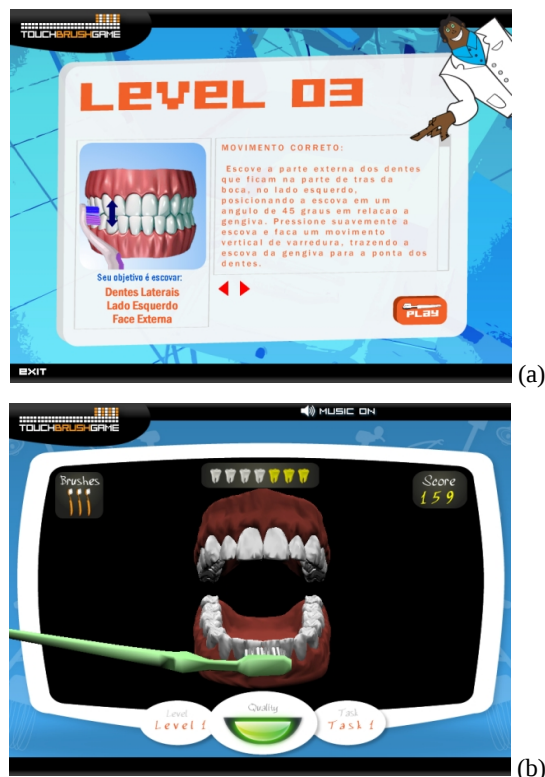 TOUCHBRUSHGAME
LEVEL 03
MOVIMENTO CORRETO:
Escove a parte externa dos dentes
que ficam na parte de tras da
boca, no lado esquerdo,
posicionando a escova em um
angulo de 45 graus em relacao a
gengiva. Pressione suavemente a
escova e faca um movimento
vertical de varredura, trazendo a
escova da gengiva para a ponta dos
dentes.
Seu objetivo é escovar:
Dentes Laterais
Lado Esquerdo
Face Externa
PLAY
EXIT
(a)
TOUCHBRUSHGAME
MUSIC ON
Brushes
Score
159
Level
Level 1
Quality
Task
Task 1
(b)